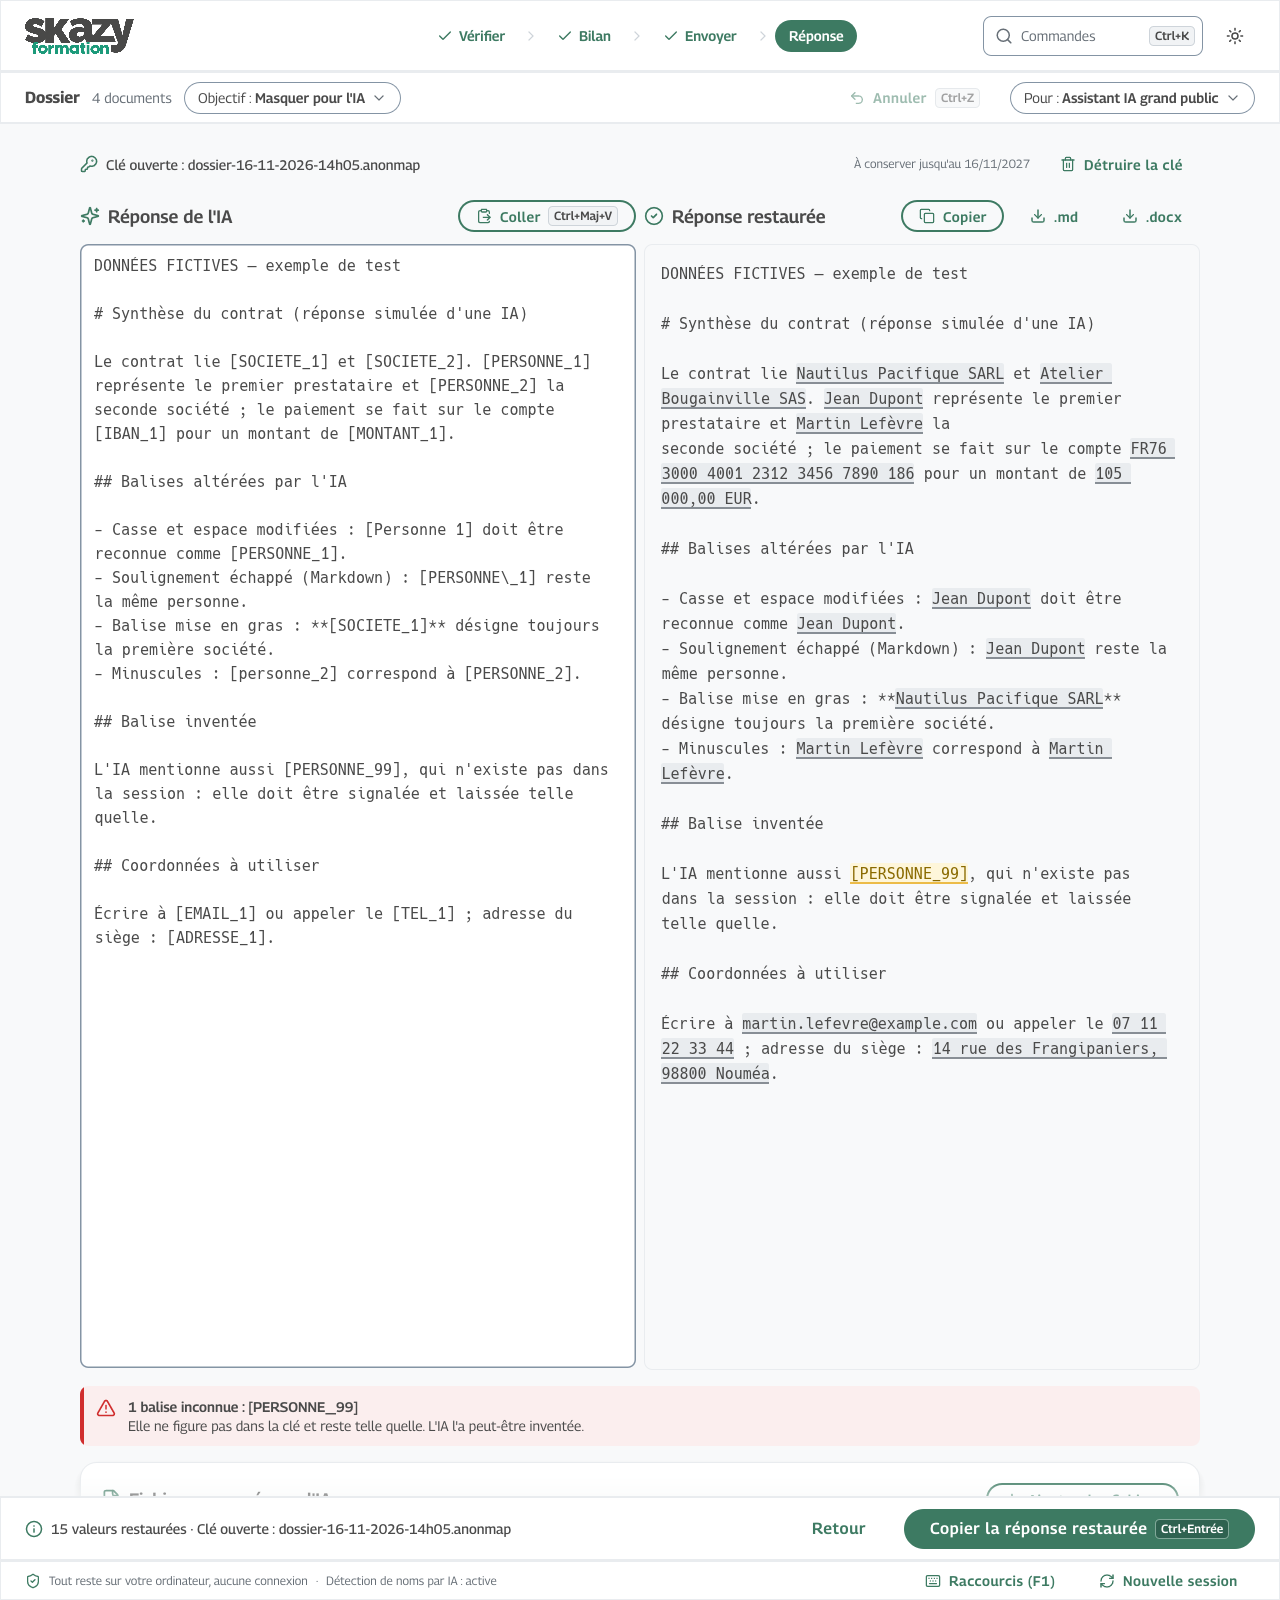 skazy
formation
Vérifier
Bilan
Envoyer
Réponse
Commandes
Ctrl+K
Dossier
4 documents
Objectif : Masquer pour l'IA
Annuler
Ctrl+Z
Pour : Assistant IA grand public
Clé ouverte : dossier-16-11-2026-14h05.anonmap
À conserver jusqu'au 16/11/2027
Détruire la clé
Réponse de l'IA
Coller
Ctrl+Maj+V
Réponse restaurée
Copier
.md
.docx
DONNÉES FICTIVES — exemple de test
# Synthèse du contrat (réponse simulée d'une IA)
Le contrat lie [SOCIETE_1] et [SOCIETE_2]. [PERSONNE_1]
représente le premier prestataire et [PERSONNE_2] la
seconde société ; le paiement se fait sur le compte
[IBAN_1] pour un montant de [MONTANT_1].
## Balises altérées par l'IA
- Casse et espace modifiées : [Personne 1] doit être
reconnue comme [PERSONNE_1].
- Soulignement échappé (Markdown) : [PERSONNE\_1] reste
la même personne.
- Balise mise en gras : **[SOCIETE_1]** désigne toujours
la première société.
- Minuscules : [personne_2] correspond à [PERSONNE_2].
## Balise inventée
L'IA mentionne aussi [PERSONNE_99], qui n'existe pas dans
la session : elle doit être signalée et laissée telle
quelle.
## Coordonnées à utiliser
Écrire à [EMAIL_1] ou appeler le [TEL_1] ; adresse du
siège : [ADRESSE_1].
DONNÉES FICTIVES — exemple de test
# Synthèse du contrat (réponse simulée d'une IA)
Le contrat lie Nautilus Pacifique SARL et Atelier
Bougainville SAS. Jean Dupont représente le premier
prestataire et Martin Lefèvre la
seconde société ; le paiement se fait sur le compte FR76
3000 4001 2312 3456 7890 186 pour un montant de 105
000,00 EUR.
## Balises altérées par l'IA
- Casse et espace modifiées : Jean Dupont doit être
reconnue comme Jean Dupont.
- Soulignement échappé (Markdown) : Jean Dupont reste la
même personne.
- Balise mise en gras : **Nautilus Pacifique SARL**
désigne toujours la première société.
- Minuscules : Martin Lefèvre correspond à Martin
Lefèvre.
## Balise inventée
L'IA mentionne aussi [PERSONNE_99], qui n'existe pas
dans la session : elle doit être signalée et laissée
telle quelle.
## Coordonnées à utiliser
Écrire à martin.lefevre@example.com ou appeler le 07 11
22 33 44 ; adresse du siège : 14 rue des Frangipaniers,
98800 Nouméa.
1 balise inconnue : [PERSONNE_99]
Elle ne figure pas dans la clé et reste telle quelle. L'IA l'a peut-être inventée.
15 valeurs restaurées · Clé ouverte : dossier-16-11-2026-14h05.anonmap
Retour
Copier la réponse restaurée
Ctrl+Entrée
Tout reste sur votre ordinateur, aucune connexion · Détection de noms par IA : active
Raccourcis (F1)
Nouvelle session